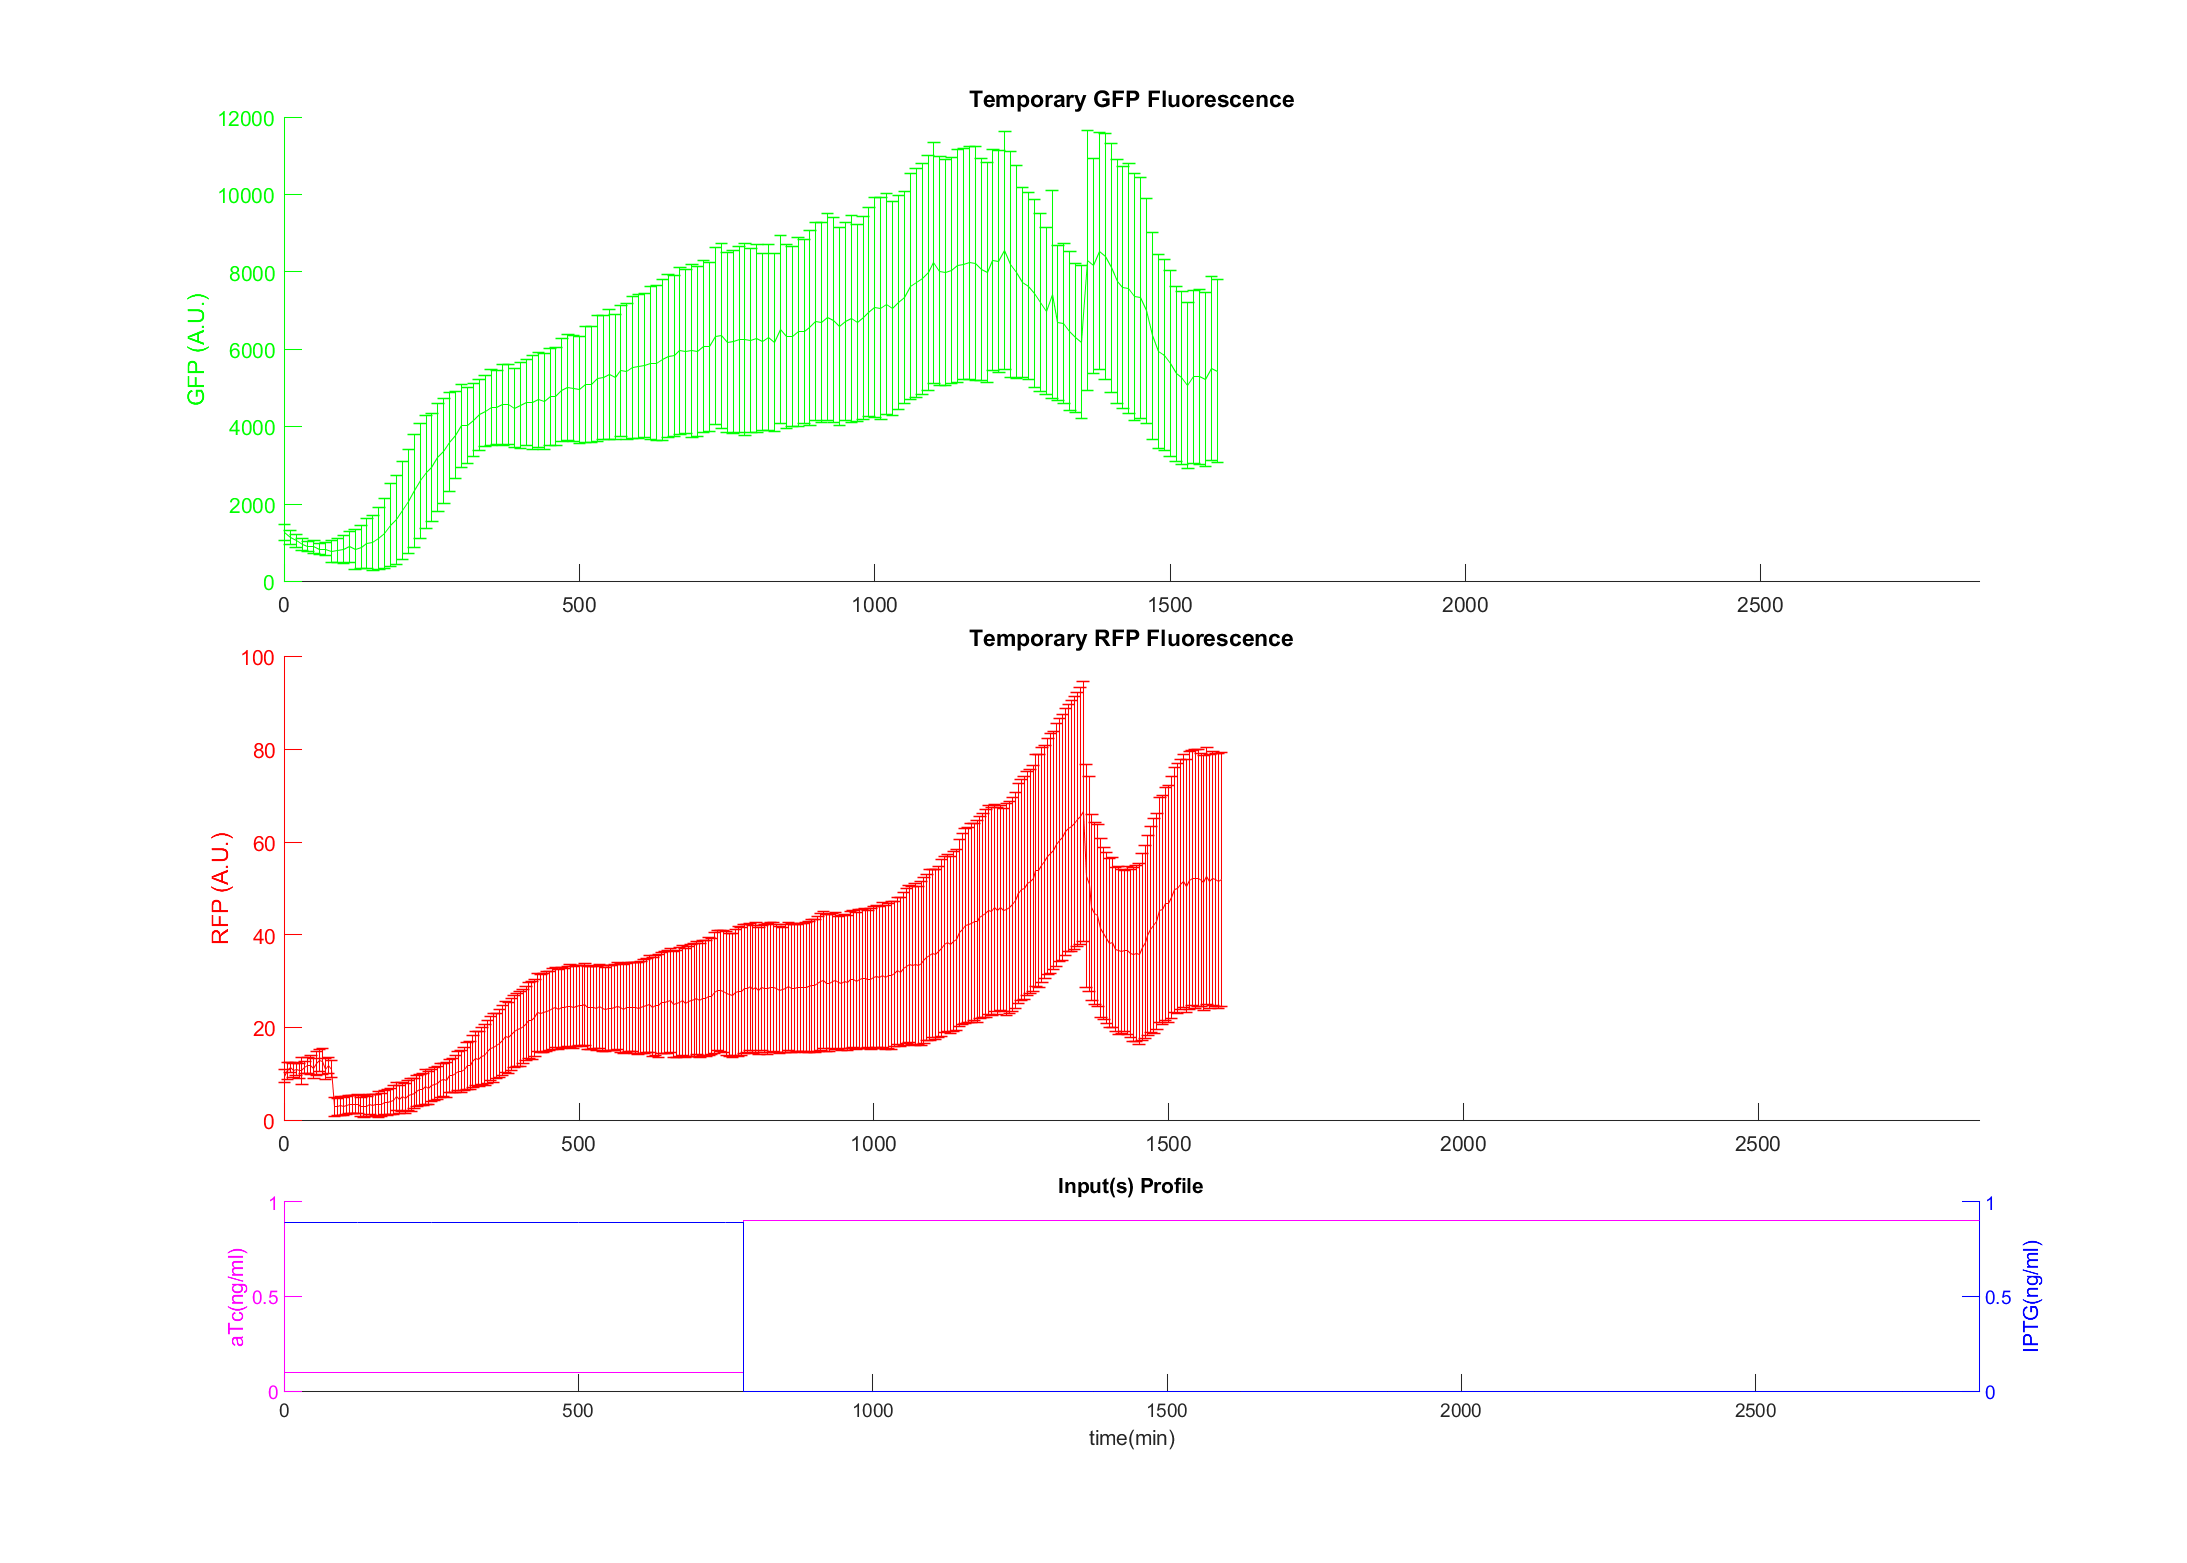 Temporary GFP Fluorescence
12000
10000
8000
6000
4000
2000
0
GFP (A.U.)
0 500 1000 1500 2000 2500
Temporary RFP Fluorescence
100
80
60
40
20
0
RFP (A.U.)
0 500 1000 1500 2000 2500
Input(s) Profile
1
0.5
0
aTc(ng/ml)
1
0.5
0
IPTG(ng/ml)
0 500 1000 1500 2000 2500
time(min)